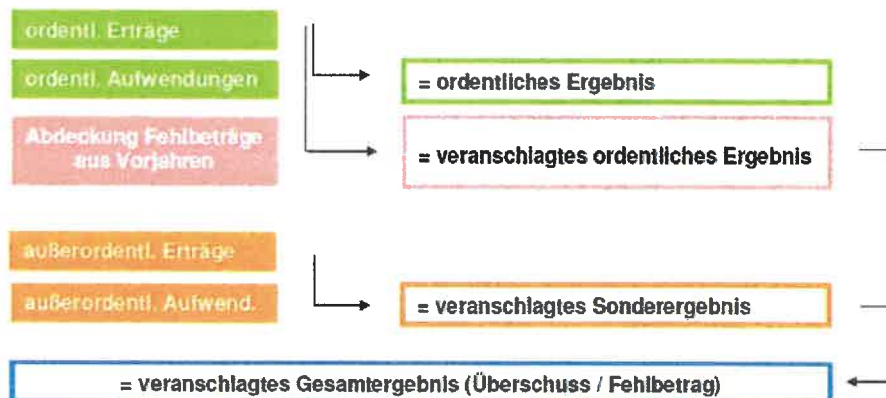 ordentl. Erträge
ordentl. Aufwendungen
= ordentliches Ergebnis
Abdeckung Fehlbeträge
aus Vorjahren
= veranschlagtes ordentliches Ergebnis
außerordentl. Erträge
außerordentl. Aufwend.
= veranschlagtes Sonderergebnis
= veranschlagtes Gesamtergebnis (Überschuss / Fehlbetrag)